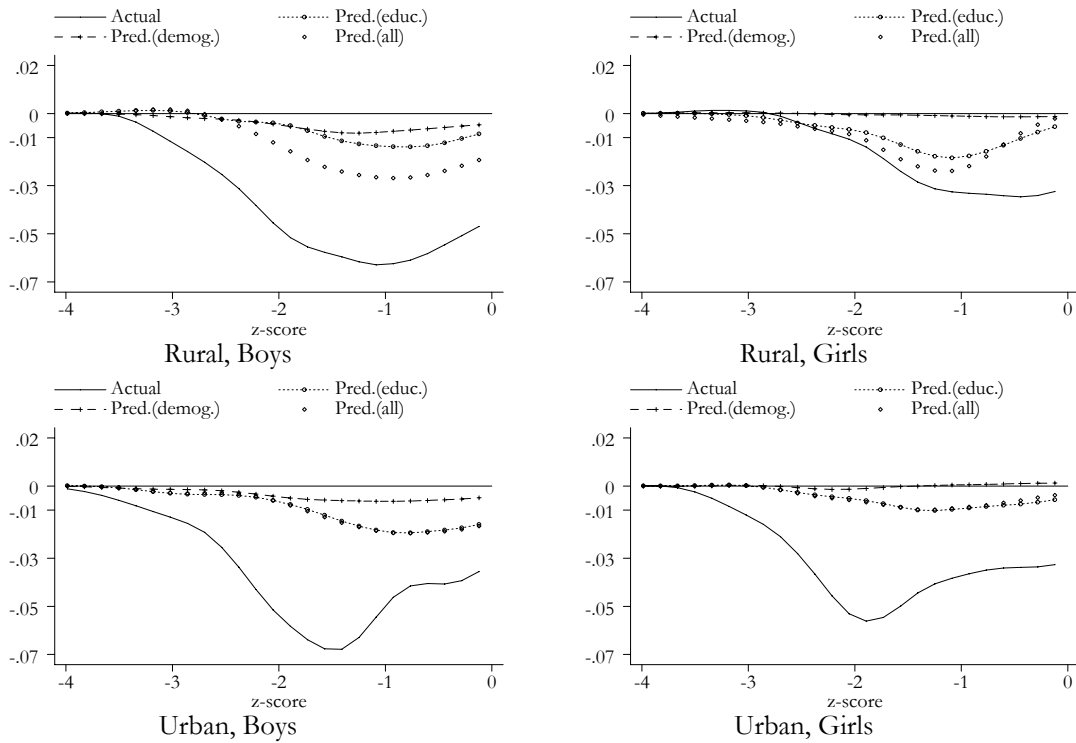 Actual Pred.(educ.)
Pred.(demog.) Pred.(all)
.02
0
-.01
-.03
-.05
-.07
-4 -3 -2 -1 0
z-score
Rural, Boys
Actual Pred.(educ.)
Pred.(demog.) Pred.(all)
.02
0
-.01
-.03
-.05
-.07
-4 -3 -2 -1 0
z-score
Rural, Girls
Actual Pred.(educ.)
Pred.(demog.) Pred.(all)
.02
0
-.01
-.03
-.05
-.07
-4 -3 -2 -1 0
z-score
Urban, Boys
Actual Pred.(educ.)
Pred.(demog.) Pred.(all)
.02
0
-.01
-.03
-.05
-.07
-4 -3 -2 -1 0
z-score
Urban, Girls